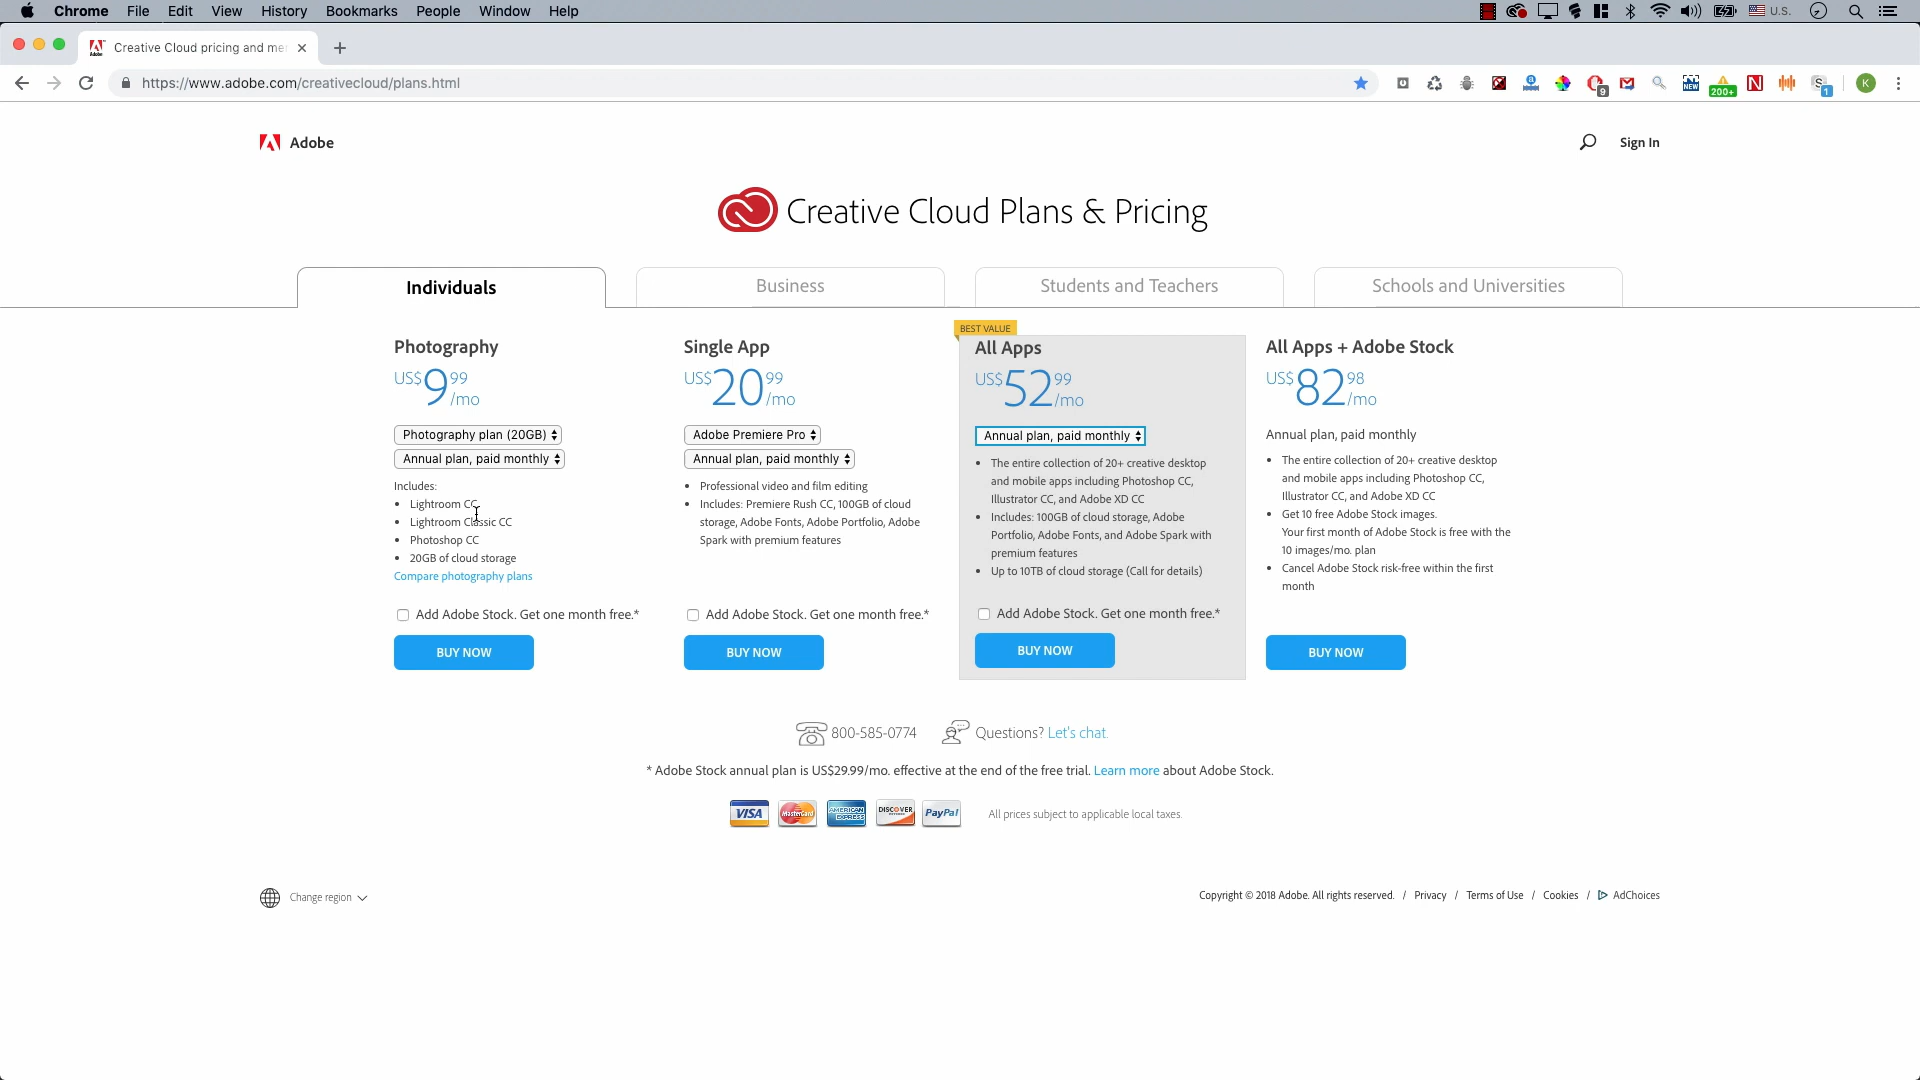 Chrome File Edit View History Bookmarks People Window Help
U.S.
Creative Cloud pricing and me
https://www.adobe.com/creativecloud/plans.html
9
NEW
200+
N
S
1
K
Adobe
Sign In
Creative Cloud Plans & Pricing
Individuals
Business
Students and Teachers
Schools and Universities
Photography
US$9 99 /mo
Photography plan (20GB)
Annual plan, paid monthly
Includes:
• Lightroom CC
• Lightroom Classic CC
• Photoshop CC
• 20GB of cloud storage
Compare photography plans
Add Adobe Stock. Get one month free.*
BUY NOW
Single App
US$20 99 /mo
Adobe Premiere Pro
Annual plan, paid monthly
• Professional video and film editing
• Includes: Premiere Rush CC, 100GB of cloud
storage, Adobe Fonts, Adobe Portfolio, Adobe
Spark with premium features
Add Adobe Stock. Get one month free.*
BUY NOW
BEST VALUE
All Apps
US$52 99 /mo
Annual plan, paid monthly
• The entire collection of 20+ creative desktop
and mobile apps including Photoshop CC,
Illustrator CC, and Adobe XD CC
• Includes: 100GB of cloud storage, Adobe
Portfolio, Adobe Fonts, and Adobe Spark with
premium features
• Up to 10TB of cloud storage (Call for details)
Add Adobe Stock. Get one month free.*
BUY NOW
All Apps + Adobe Stock
US$82 98 /mo
Annual plan, paid monthly
• The entire collection of 20+ creative desktop
and mobile apps including Photoshop CC,
Illustrator CC, and Adobe XD CC
• Get 10 free Adobe Stock images.
Your first month of Adobe Stock is free with the
10 images/mo. plan
• Cancel Adobe Stock risk-free within the first
month
BUY NOW
800-585-0774
Questions? Let's chat.
* Adobe Stock annual plan is US$29.99/mo. effective at the end of the free trial. Learn more about Adobe Stock.
VISA
MasterCard
AMERICAN EXPRESS
DISCOVER
PayPal
All prices subject to applicable local taxes.
Change region
Copyright © 2018 Adobe. All rights reserved. / Privacy / Terms of Use / Cookies / AdChoices